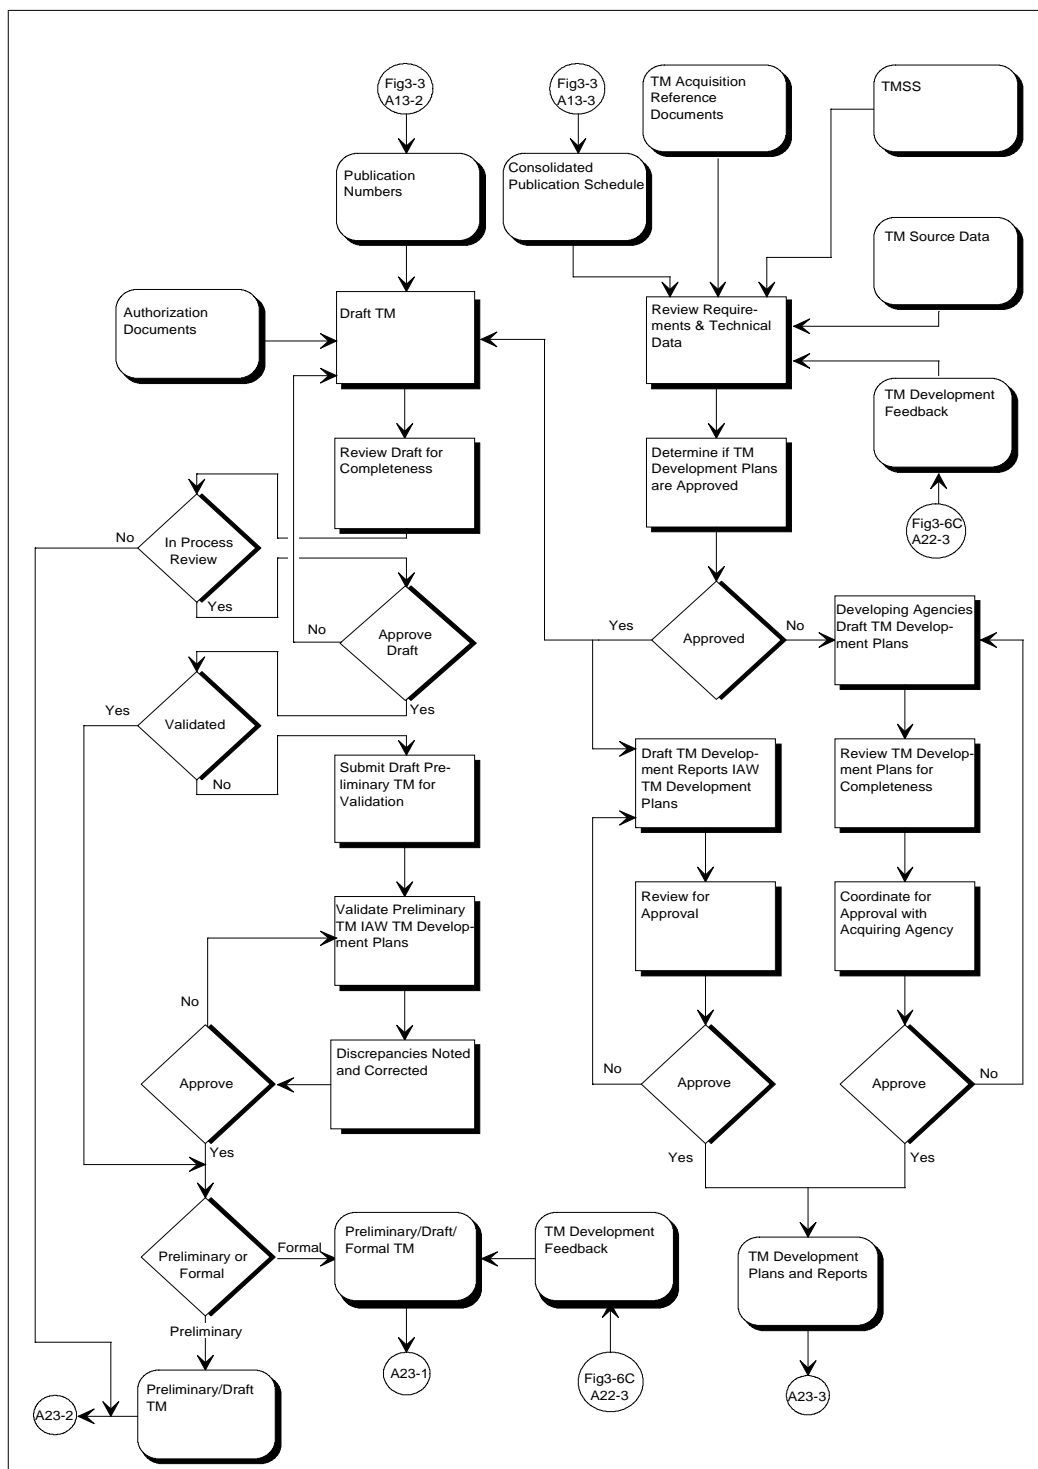 Fig3-3
A13-2
Fig3-3
A13-3
TM Acquisition
Reference
Documents
TMSS
Publication
Numbers
Consolidated
Publication Schedule
TM Source Data
Authorization
Documents
Draft TM
Review Require-
ments & Technical
Data
TM Development
Feedback
Review Draft for
Completeness
Determine if TM
Development Plans
are Approved
Fig3-6C
A22-3
No
In Process
Review
Yes
No
Approve
Draft
Yes
Yes
Approved
No
Developing Agencies
Draft TM Develop-
ment Plans
Yes
Validated
No
Submit Draft Pre-
liminary TM for
Validation
Draft TM Develop-
ment Reports IAW
TM Development
Plans
Review TM Develop-
ment Plans for
Completeness
Validate Preliminary
TM IAW TM Develop-
ment Plans
Review for
Approval
Coordinate for
Approval with
Acquiring Agency
No
Approve
Yes
Discrepancies Noted
and Corrected
No
Approve
Yes
Approve
No
Yes
Preliminary or
Formal
Formal
Preliminary
Preliminary/Draft/
Formal TM
TM Development
Feedback
TM Development
Plans and Reports
A23-1
Fig3-6C
A22-3
A23-3
A23-2
Preliminary/Draft
TM